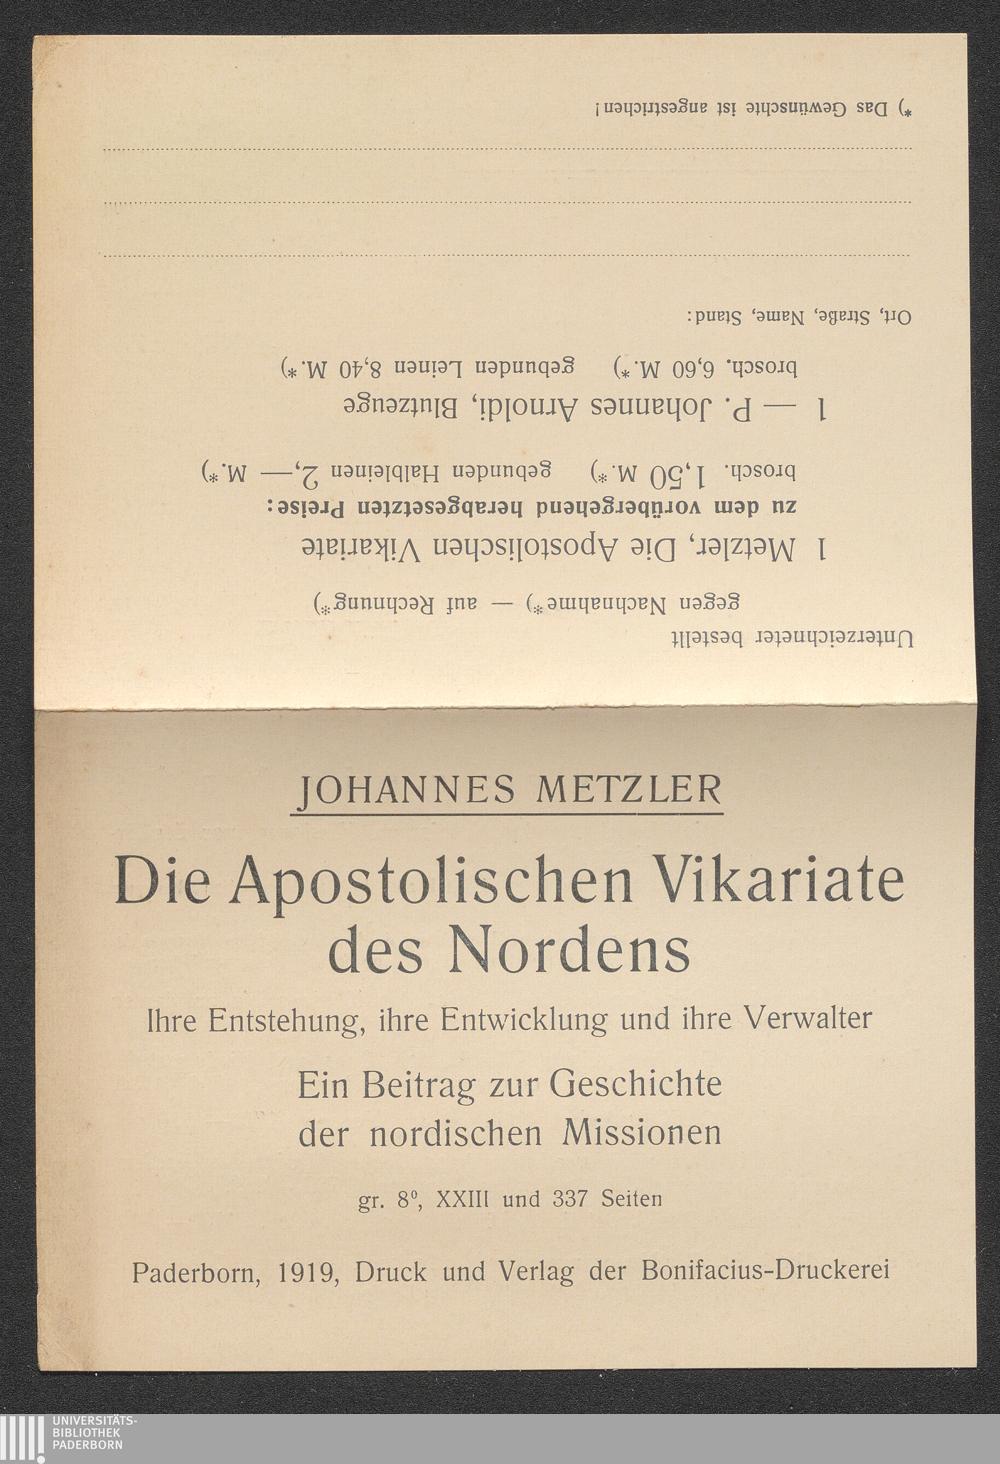 Unterzeichneter bestellt
gegen Nachnahme*) — auf Rechnung*)
1 Metzler, Die Apostolischen Vikariate
zu dem vorübergehend herabgesetzten Preise:
brosch. 1,50 M.*) gebunden Halbleinen 2,— M.*)
1 — P. Johannes Arnoldi, Blutzeuge
brosch. 6,60 M.*) gebunden Leinen 8,40 M.*)
Ort, Straße, Name, Stand:
*) Das Gewünschte ist angestrichen!
JOHANNES METZLER
Die Apostolischen Vikariate
des Nordens
Ihre Entstehung, ihre Entwicklung und ihre Verwalter
Ein Beitrag zur Geschichte
der nordischen Missionen
gr. 8⁰, XXIII und 337 Seiten
Paderborn, 1919, Druck und Verlag der Bonifacius-Druckerei
UNIVERSITÄTS-
BIBLIOTHEK
PADERBORN